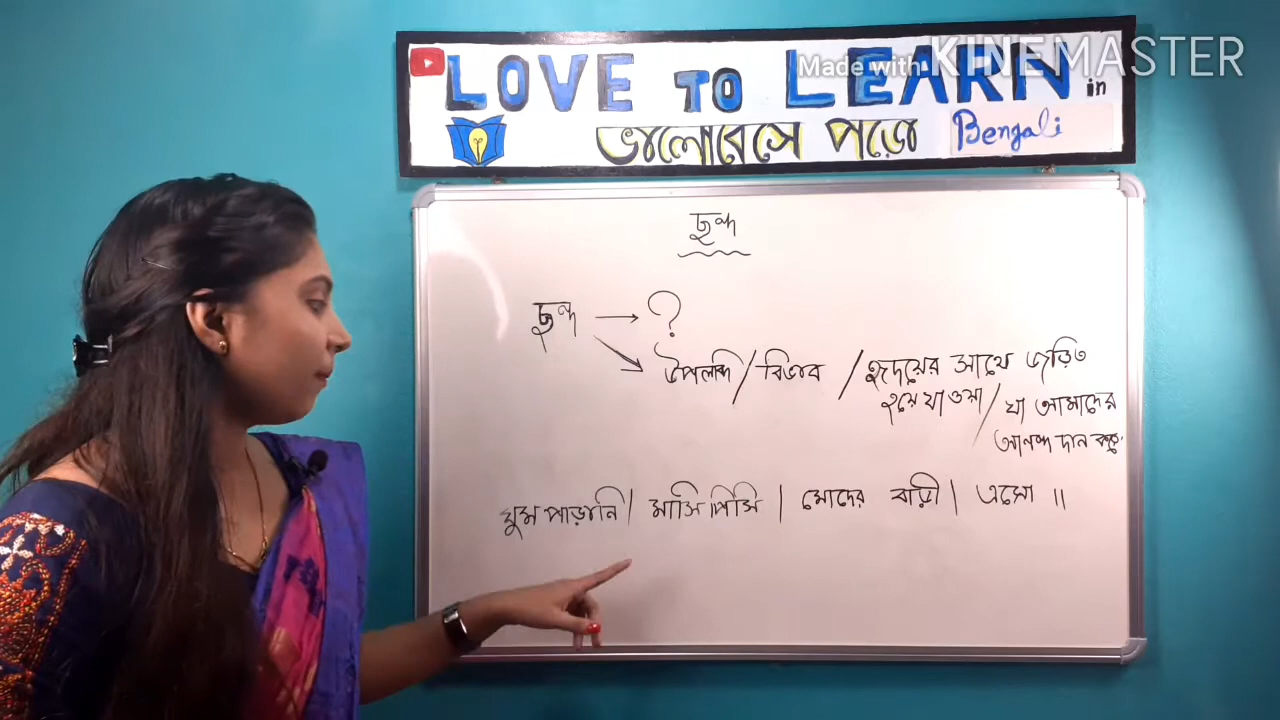 LOVE TO LEARN in
Made with KINEMASTER
ভালোবেসে পড়ো Bengali
ছন্দ
ছন্দ → ?
উপলব্ধি / বিভাব / হৃদয়ের সাথে জড়িত
হয়ে যাওয়া / যা আমাদের
আনন্দ দান করে
ঘুম পাড়ানি | মাসি পিসি | মোদের বাড়ী | এসো ॥